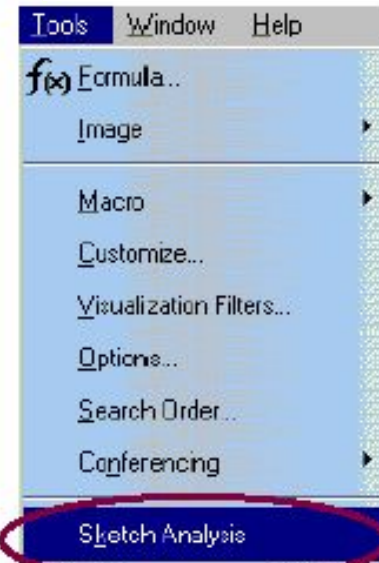 Tools Window Help
f(x) Formula...
Image
Macro
Customize...
Visualization Filters...
Options...
Search Order...
Conferencing
Sketch Analysis